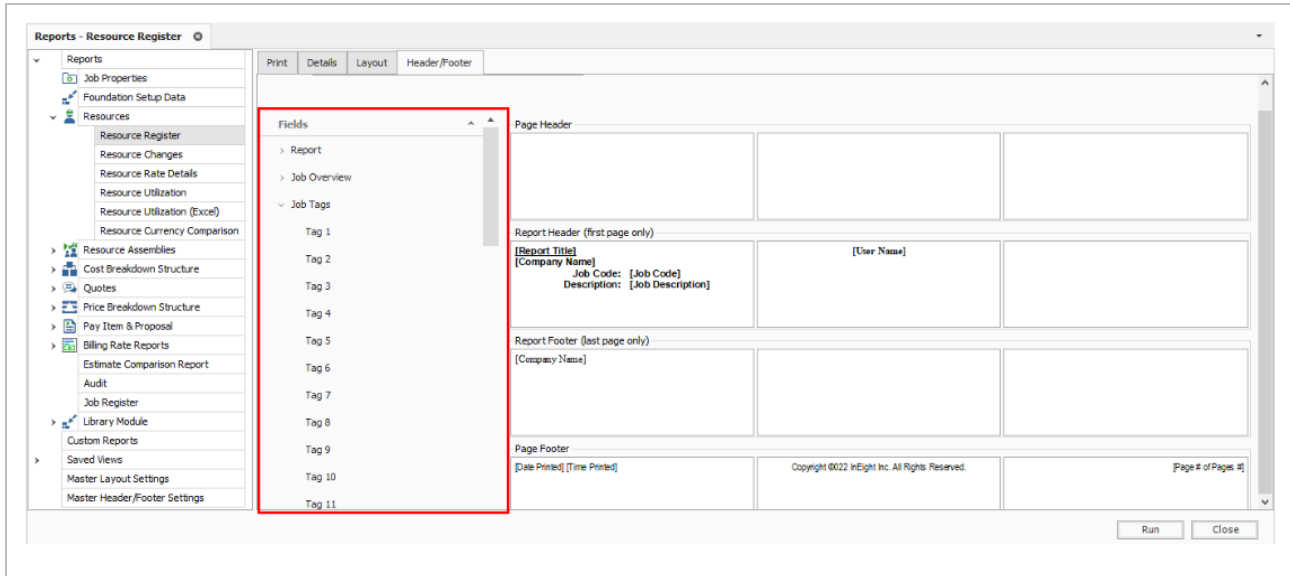 Reports - Resource Register
Reports
Job Properties
Foundation Setup Data
Resources
Resource Register
Resource Changes
Resource Rate Details
Resource Utilization
Resource Utilization (Excel)
Resource Currency Comparison
Resource Assemblies
Cost Breakdown Structure
Quotes
Price Breakdown Structure
Pay Item & Proposal
Billing Rate Reports
Estimate Comparison Report
Audit
Job Register
Library Module
Custom Reports
Saved Views
Master Layout Settings
Master Header/Footer Settings
Print Details Layout Header/Footer
Fields
Report
Job Overview
Job Tags
Tag 1
Tag 2
Tag 3
Tag 4
Tag 5
Tag 6
Tag 7
Tag 8
Tag 9
Tag 10
Tag 11
Page Header
Report Header (first page only)
[Report Title]
[Company Name]
Job Code: [Job Code]
Description: [Job Description]
[User Name]
Report Footer (last page only)
[Company Name]
Page Footer
[Date Printed] [Time Printed]
Copyright ©2022 InEight Inc. All Rights Reserved.
[Page # of Pages #]
Run Close